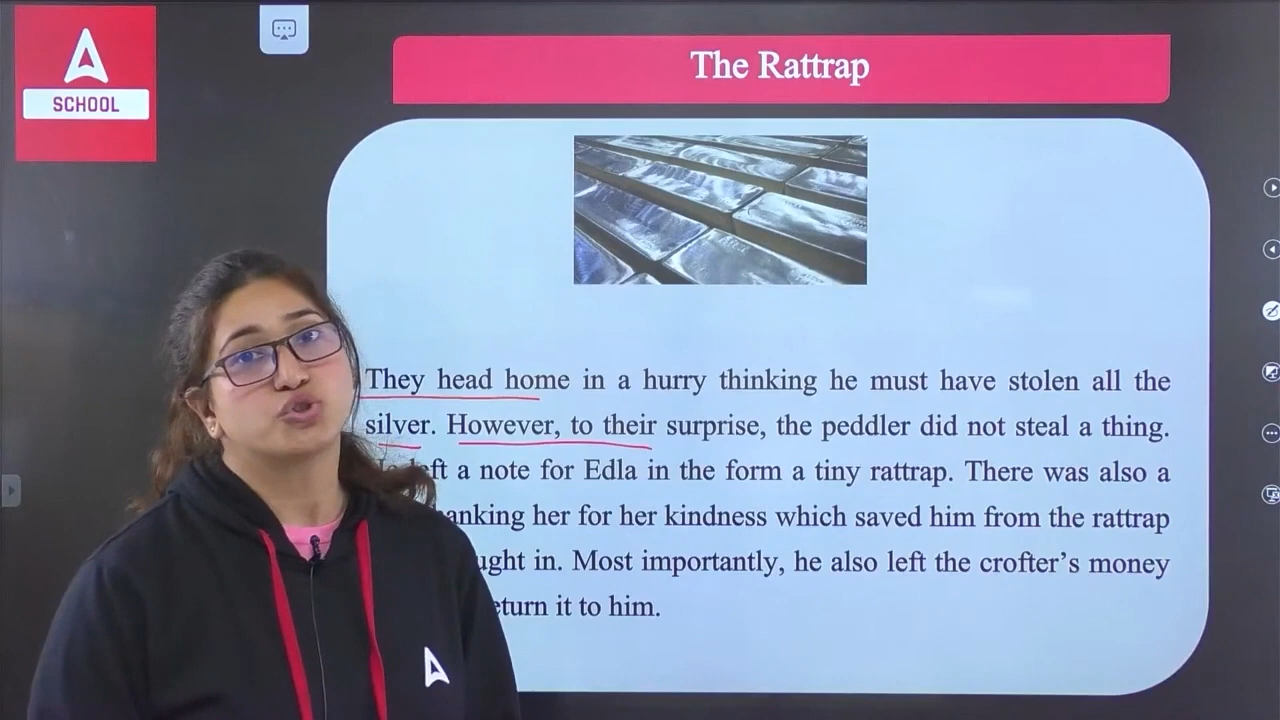 SCHOOL
The Rattrap
They head home in a hurry thinking he must have stolen all the
silver. However, to their surprise, the peddler did not steal a thing.
left a note for Edla in the form a tiny rattrap. There was also a
her for her kindness which saved him from the rattrap
in. Most importantly, he also left the crofter's money
it to him.